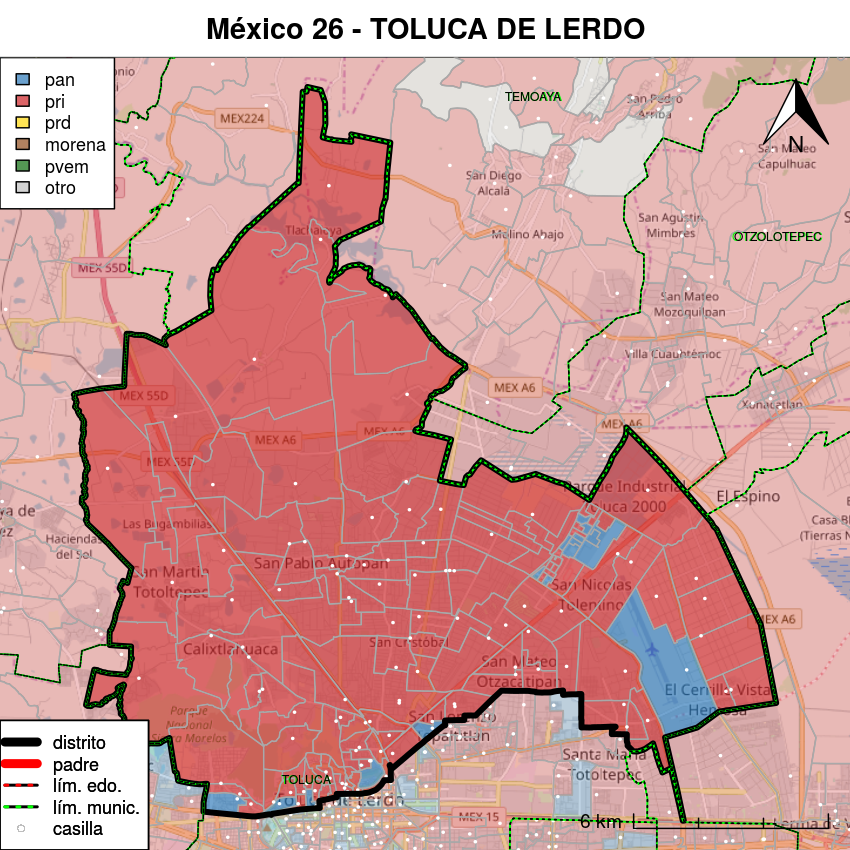 México 26 - TOLUCA DE LERDO
pan
pri
prd
morena
pvem
otro
MEX224
TEMOAYA
San Pedro
Arriba
N
San Mateo
Capulhuac
San Diego
Alcalá
San Agustín
Mimbres
OTZOLOTEPEC
Tlachaloya
Molino Abajo
MEX 55D
San Mateo
Mozoquilpan
Villa Cuauhtémoc
MEX 55D
MEX A6
Xonacatlán
MEX A6
MEX A6
MEX A6
MEX 55D
Parque Industrial
Toluca 2000
El Espino
Las Bugambilias
Hacienda
del Sol
Casa
(Tierras
San Martín
Totoltepec
San Pablo Autopan
San Nicolás
Tolentino
MEX A6
Calixtlahuaca
San Cristóbal
San Mateo
Otzacatipan
El Cerrillo Vista
Hermosa
Parque
Nacional
Sierra Morelos
San Lorenzo
Tepaltitlán
Santa María
Totoltepec
distrito
padre
lím. edo.
lím. munic.
casilla
TOLUCA
Toluca de Lerdo
MEX 15
6 km
Lerma de V